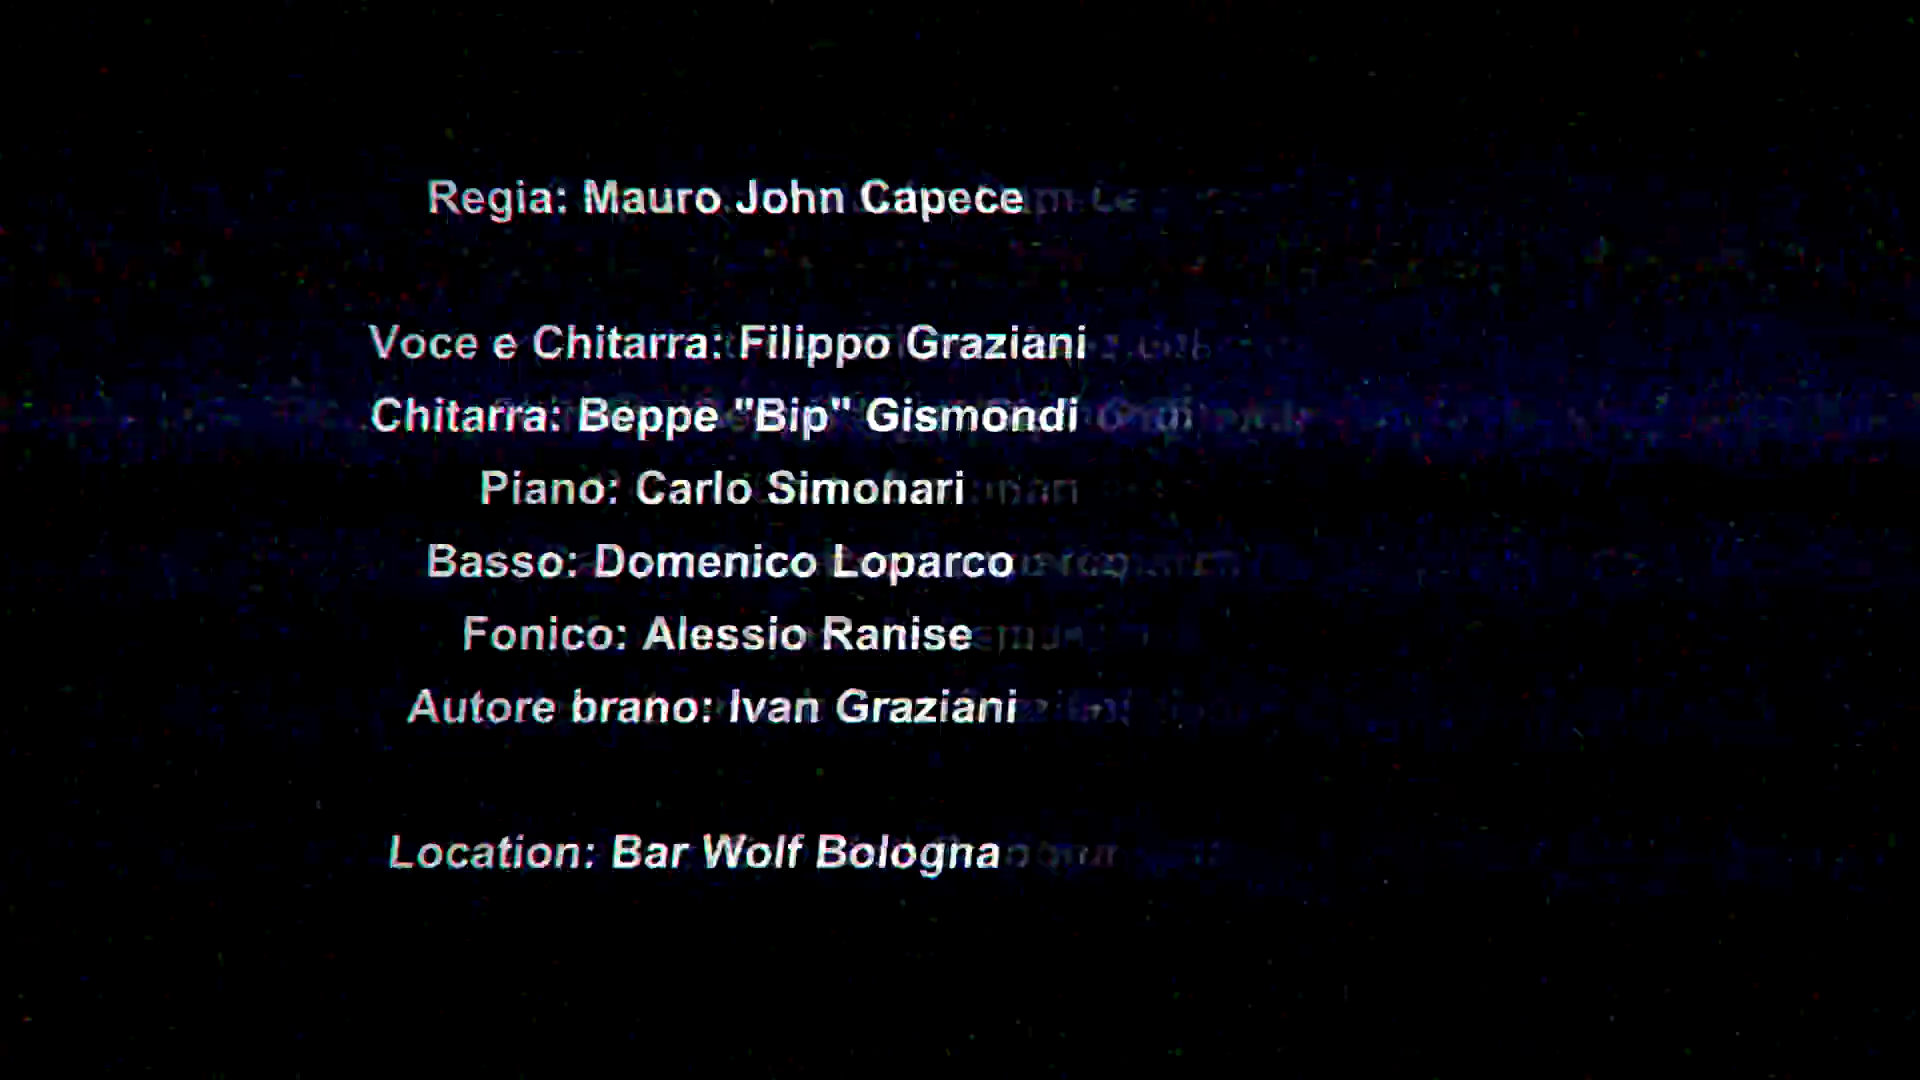 Regia: Mauro John Capece
Voce e Chitarra: Filippo Graziani
Chitarra: Beppe "Bip" Gismondi
Piano: Carlo Simonari
Basso: Domenico Loparco
Fonico: Alessio Ranise
Autore brano: Ivan Graziani
Location: Bar Wolf Bologna